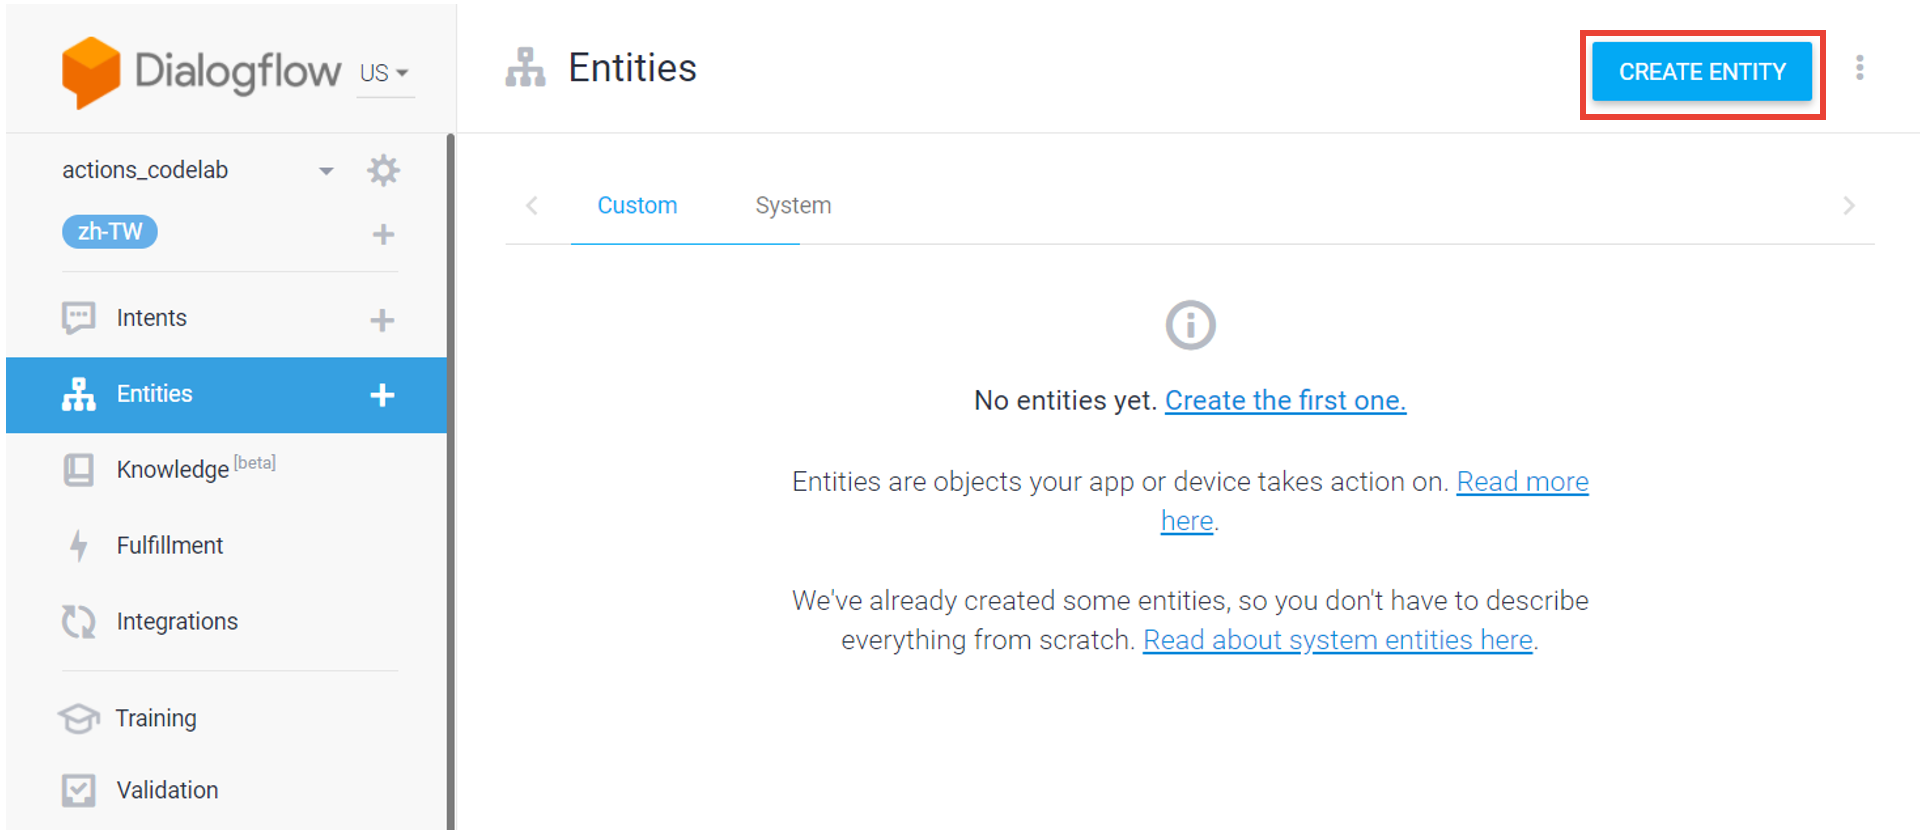 Dialogflow US
actions_codelab
zh-TW
Intents
Entities
Knowledge [beta]
Fulfillment
Integrations
Training
Validation
Entities
CREATE ENTITY
Custom System
No entities yet. Create the first one.
Entities are objects your app or device takes action on. Read more
here.
We've already created some entities, so you don't have to describe
everything from scratch. Read about system entities here.